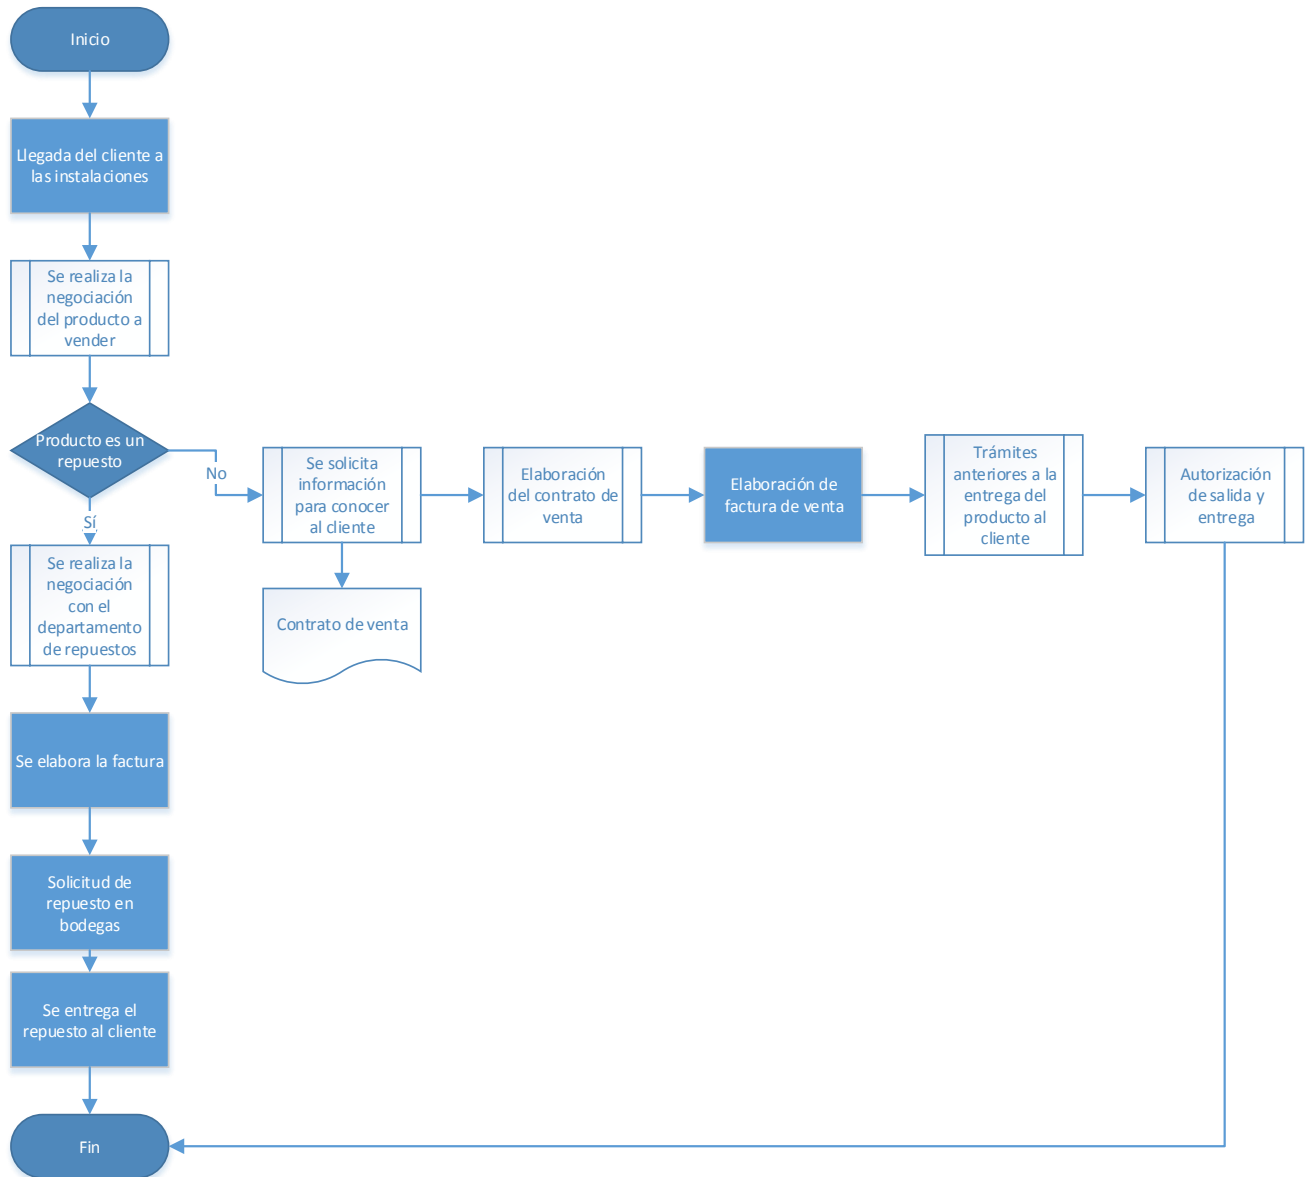 Inicio
Llegada del cliente a
las instalaciones
Se realiza la
negociación
del producto a
vender
Producto es un
repuesto
No
Sí
Se solicita
información
para conocer
al cliente
Elaboración
del contrato de
venta
Elaboración de
factura de venta
Trámites
anteriores a la
entrega del
producto al
cliente
Autorización
de salida y
entrega
Contrato de venta
Se realiza la
negociación
con el
departamento
de repuestos
Se elabora la factura
Solicitud de
repuesto en
bodegas
Se entrega el
repuesto al cliente
Fin